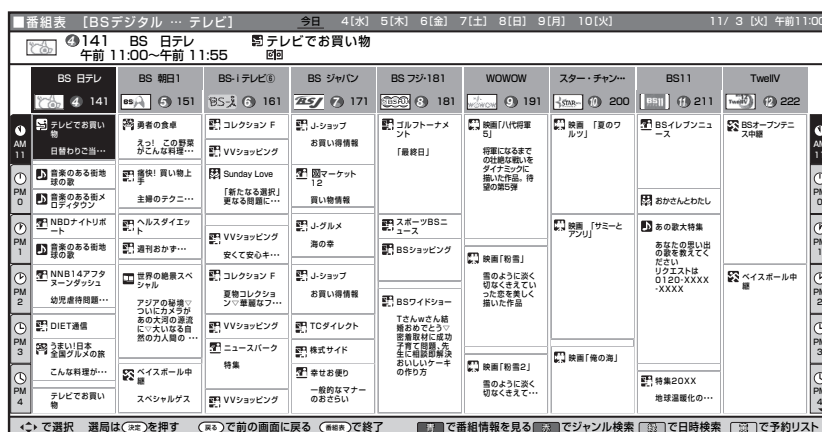 ■番組表 [BSデジタル … テレビ] 今日 4[水] 5[木] 6[金] 7[土] 8[日] 9[月] 10[火] 11/ 3 [火] 午前11:00
④141 BS 日テレ テレビでお買い物
午前 11:00~午前 11:55
BS 日テレ BS 朝日1 BS-i テレビ⑥ BS ジャパン BS フジ・181 WOWOW スター・チャン… BS11 TwellV
④ 141 ⑤ 151 ⑥ 161 ⑦ 171 ⑧ 181 ⑨ 191 ⑩ 200 ⑪ 211 ⑫ 222
AM
11
PM
0
PM
1
PM
2
PM
3
PM
4
テレビでお買い
物
日替わりご当…
音楽のある街地
球の歌
音楽のある街メ
ロディタウン
NBDナイトリポ
ート
音楽のある街地
球の歌
NNB14アフタ
ヌーンダッシュ
幼児虐待問題…
DIET通信
うまい!日本
全国グルメの旅
こんな料理が…
テレビでお買い
物
勇者の食卓
えっ! この野菜
がこんな料理…
痛快! 買い物上
手
主婦のテクニ…
ヘルスダイエッ
ト
週刊おかず…
世界の絶景スペ
シャル
アジアの秘境▽
ついにカメラが
あの大河の源流
に▽大いなる自
然の力人間の …
ベイスボール中
継
スペシャルゲス
コレクション F
VVショッピング
Sunday Love
「新たなる選択」
更なる問題に…
VVショッピング
安くて安心キ…
コレクション F
夏物コレクショ
ン▽華麗なフ…
VVショッピング
ニュースパーク
特集
VVショッピング
J-ショップ
お買い得情報
マーケット
12
買い物情報
J-グルメ
海の幸
J-ショップ
お買い得情報
TCダイレクト
株式サイド
幸せお便り
一般的なマナー
のおさらい
ゴルフトーナメ
ント
「最終日」
スポーツBSニ
ュース
BSショッピング
BSワイドショー
Tさんwさん結
婚おめでとう▽
密着取材に成功
子育て問題、先
生に相談即解決
おいしいケーキ
の作り方
映画「八代将軍
5」
将軍になるまで
の壮絶な戦いを
ダイナミックに
描いた作品。待
望の第5弾
映画「粉雪」
雪のように淡く
切なくきえてい
った恋を美しく
描いた作品
映画「粉雪2」
雪のように淡く
切なくきえて…
映画 「夏のワ
ルツ」
映画 「サミーと
アンリ」
映画「俺の海」
BSイレブンニュ
ース
おかさんとわたし
あの歌大特集
あなたの思い出
の歌を教えてく
ださい
リクエストは
0120-XXXX
-XXXX
特集20XX
地球温暖化の…
BSオープンテニ
ス中継
ベイスボール中
継
AM
11
PM
0
PM
1
PM
2
PM
3
PM
4
で選択 選局は(決定)を押す (戻る)で前の画面に戻る (番組表)で終了 青 で番組情報を見る 赤 でジャンル検索 緑 で日時検索 黄 で予約リスト